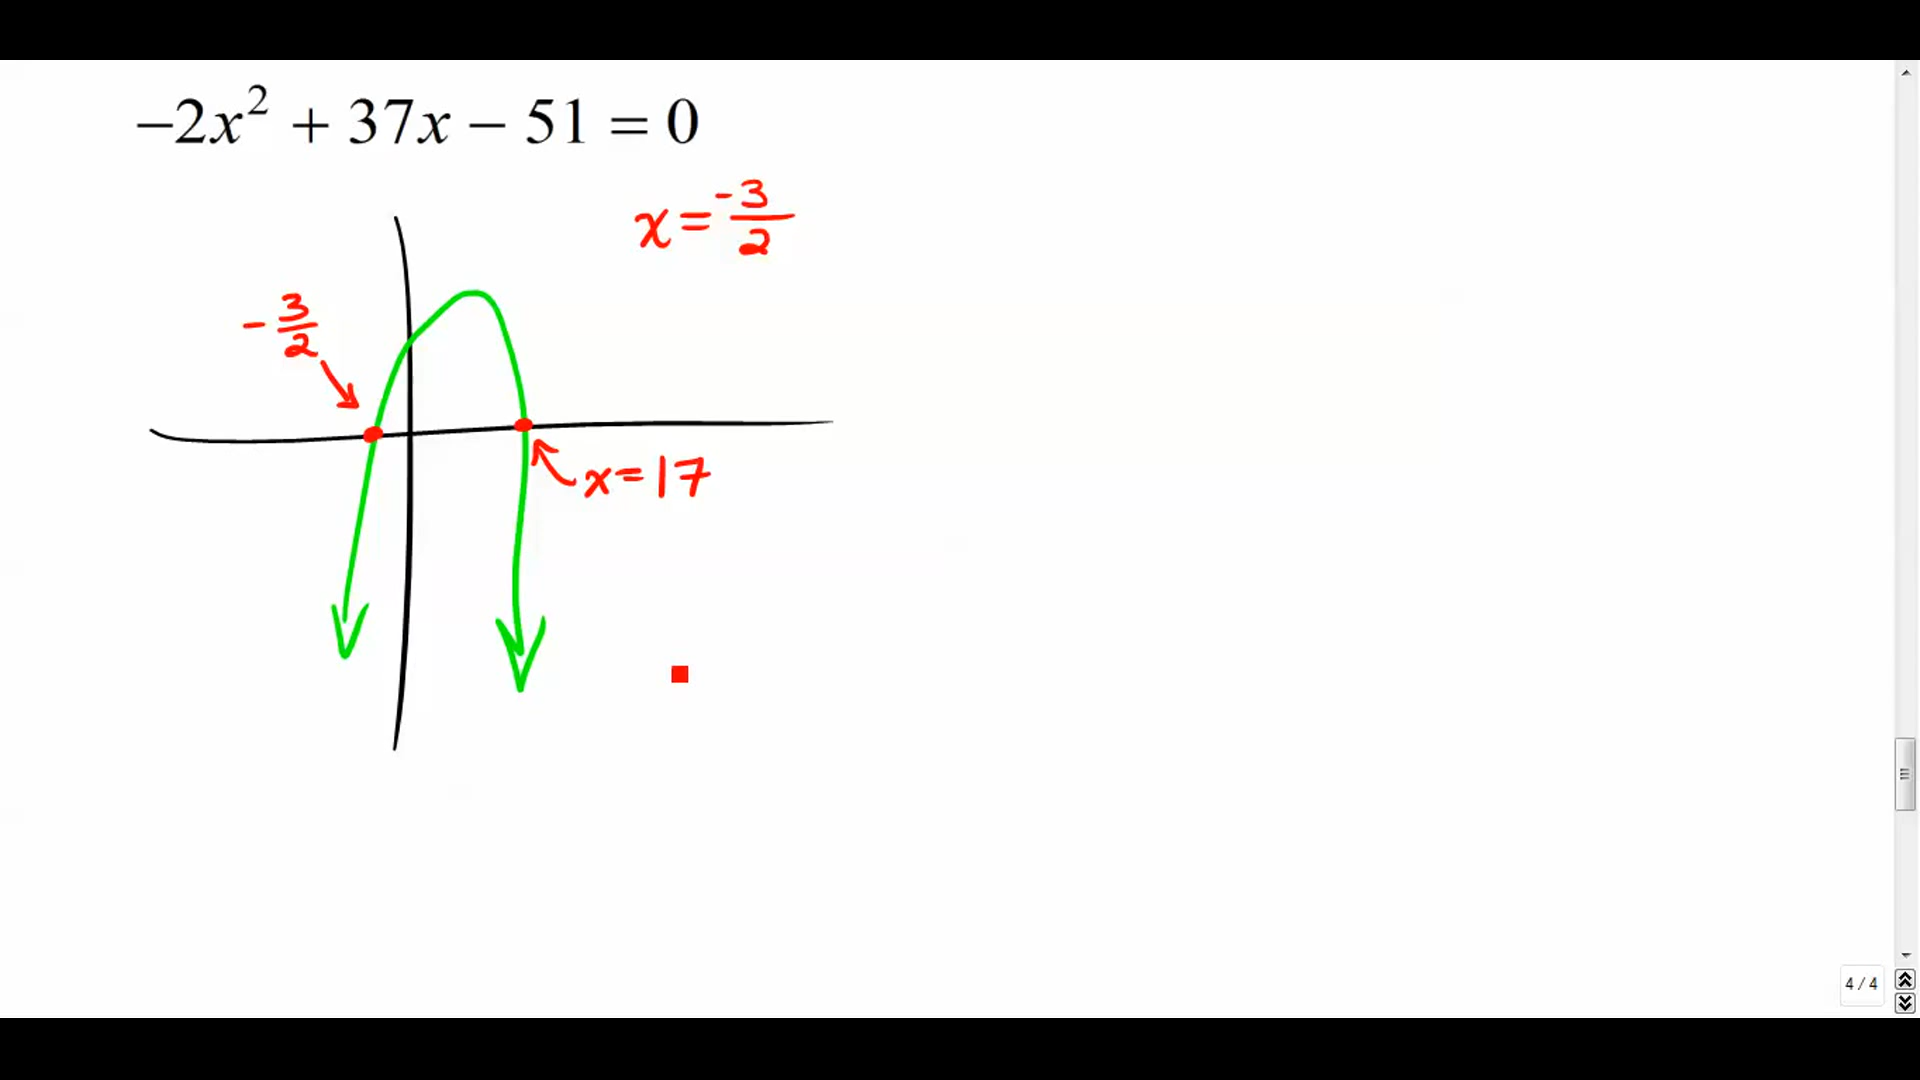 −2x² + 37x − 51 = 0
x = -3/2
- 3/2
x = 17
4 / 4